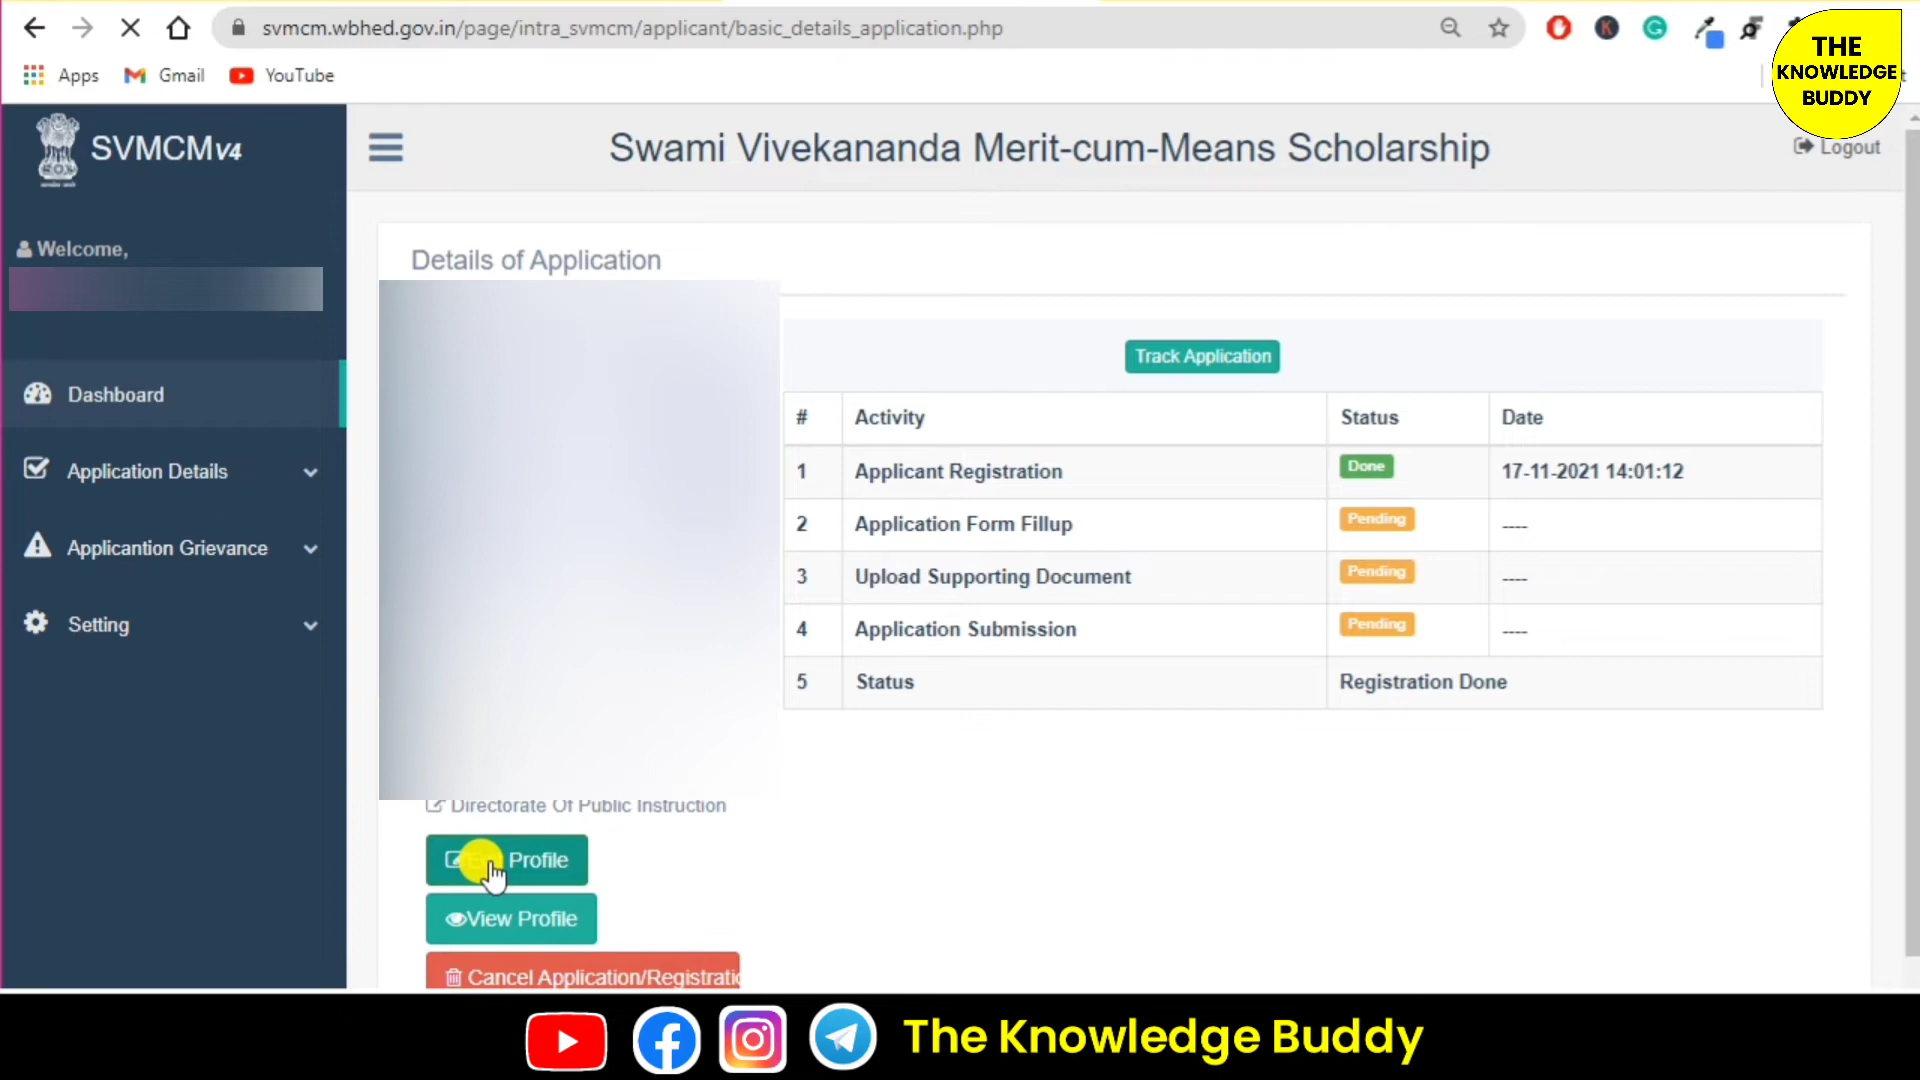 svmcm.wbhed.gov.in/page/intra_svmcm/applicant/basic_details_application.php
THE
KNOWLEDGE
BUDDY
Apps
Gmail
YouTube
SVMCMv4
Swami Vivekananda Merit-cum-Means Scholarship
Logout
Welcome,
Details of Application
Track Application
Dashboard
Application Details
Applicantion Grievance
Setting
# Activity Status Date
1 Applicant Registration Done 17-11-2021 14:01:12
2 Application Form Fillup Pending ----
3 Upload Supporting Document Pending ----
4 Application Submission Pending ----
5 Status Registration Done
Directorate Of Public Instruction
Profile
View Profile
Cancel Application/Registratio
The Knowledge Buddy